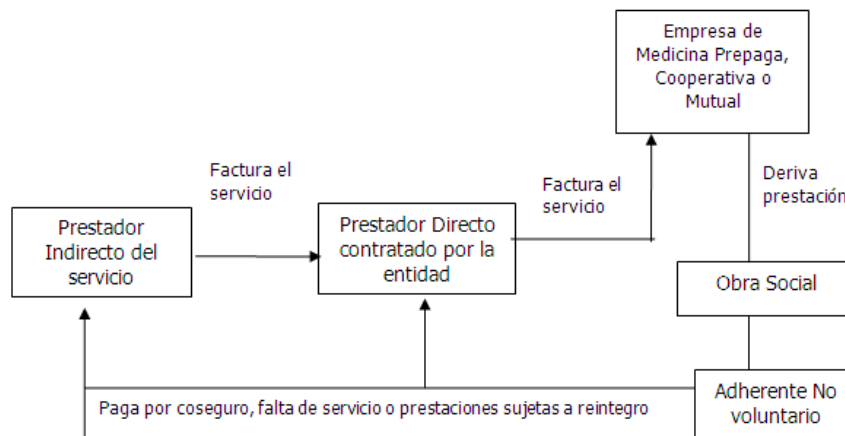 Empresa de
Medicina Prepaga,
Cooperativa o
Mutual
Factura el
servicio
Factura el
servicio
Deriva
prestación
Prestador
Indirecto del
servicio
Prestador Directo
contratado por la
entidad
Obra Social
Adherente No
voluntario
Paga por coseguro, falta de servicio o prestaciones sujetas a reintegro